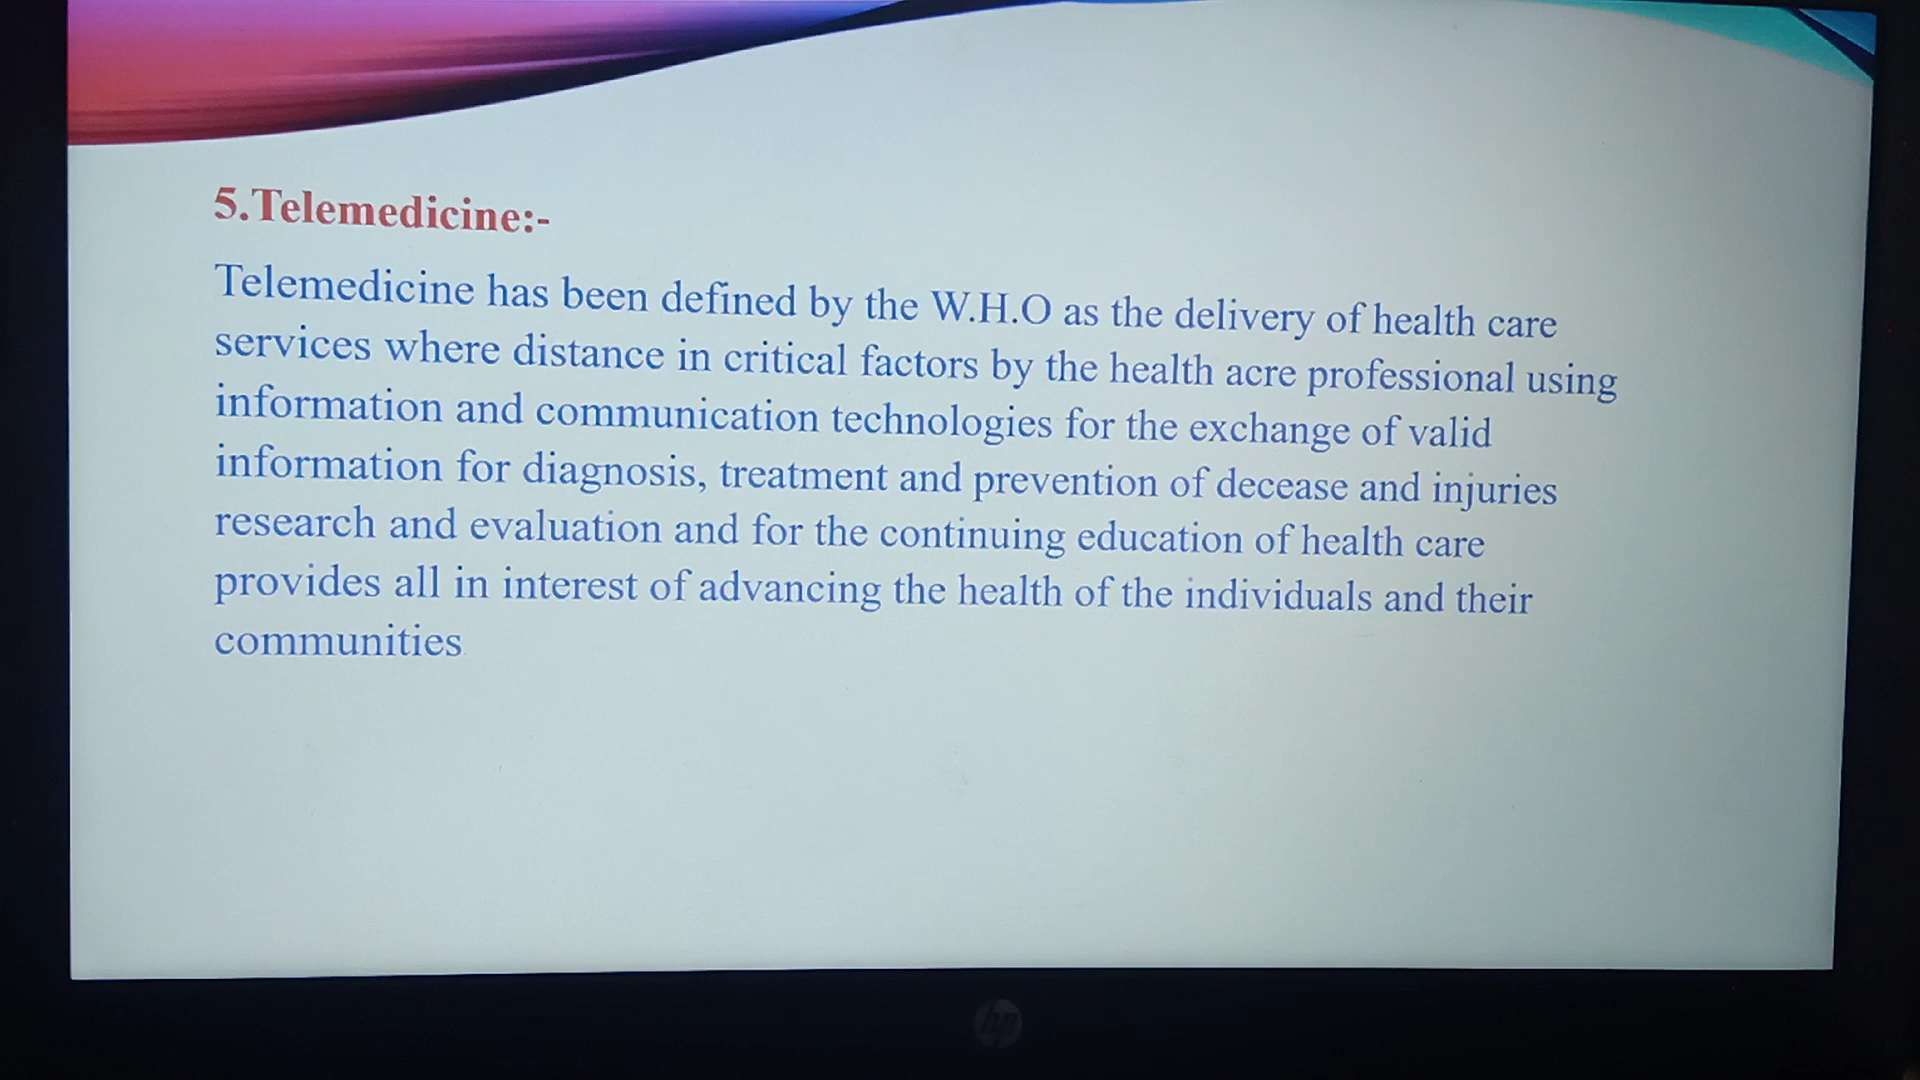 5.Telemedicine:-
Telemedicine has been defined by the W.H.O as the delivery of health care
services where distance in critical factors by the health acre professional using
information and communication technologies for the exchange of valid
information for diagnosis, treatment and prevention of decease and injuries
research and evaluation and for the continuing education of health care
provides all in interest of advancing the health of the individuals and their
communities
hp